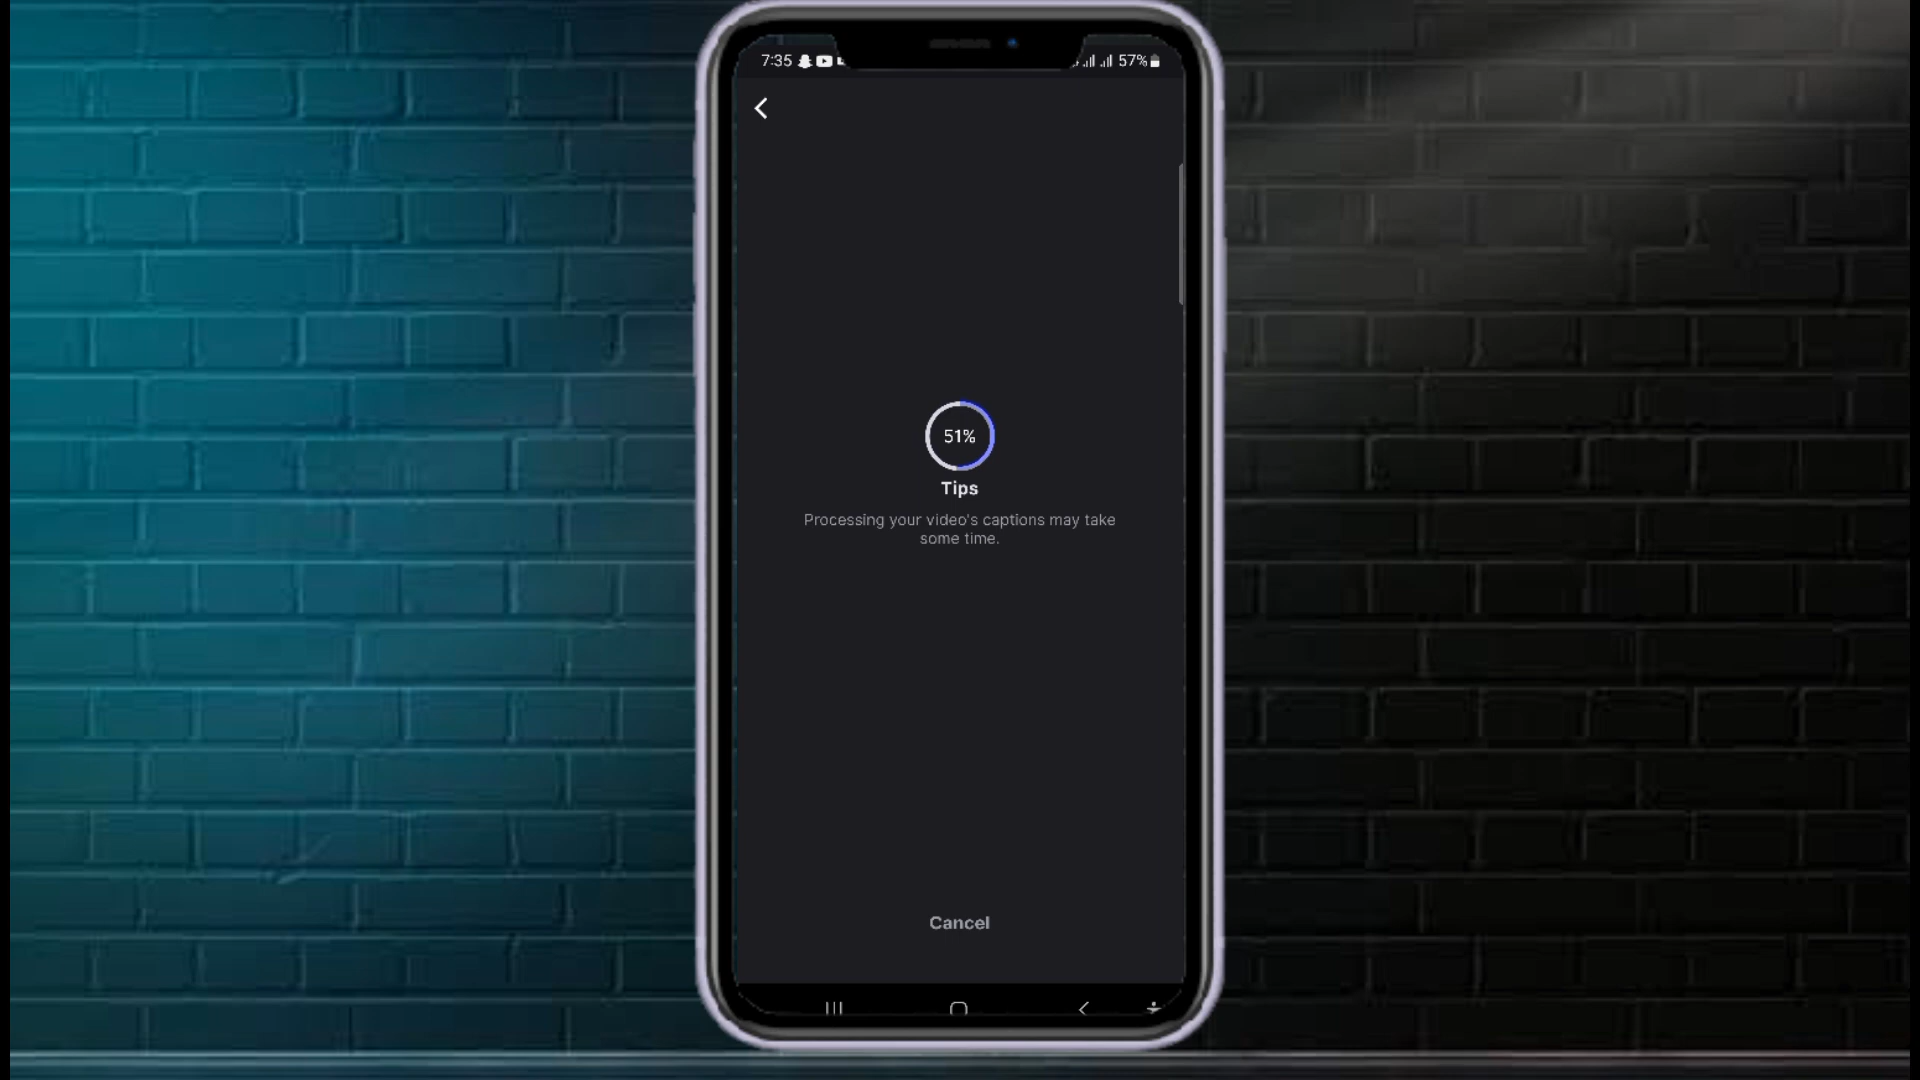 7:35
57%
51%
Tips
Processing your video's captions may take
some time.
Cancel